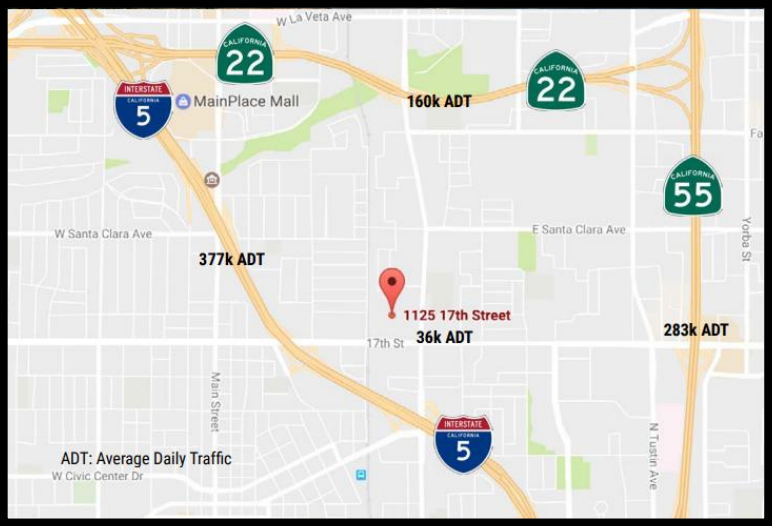 W La Veta Ave
CALIFORNIA
22
CALIFORNIA
22
INTERSTATE
CALIFORNIA
5
MainPlace Mall
160k ADT
Fa
CALIFORNIA
55
W Santa Clara Ave
E Santa Clara Ave
Yorba St
377k ADT
1125 17th Street
17th St
36k ADT
283k ADT
Main Street
INTERSTATE
CALIFORNIA
5
N Tustin Ave
ADT: Average Daily Traffic
W Civic Center Dr